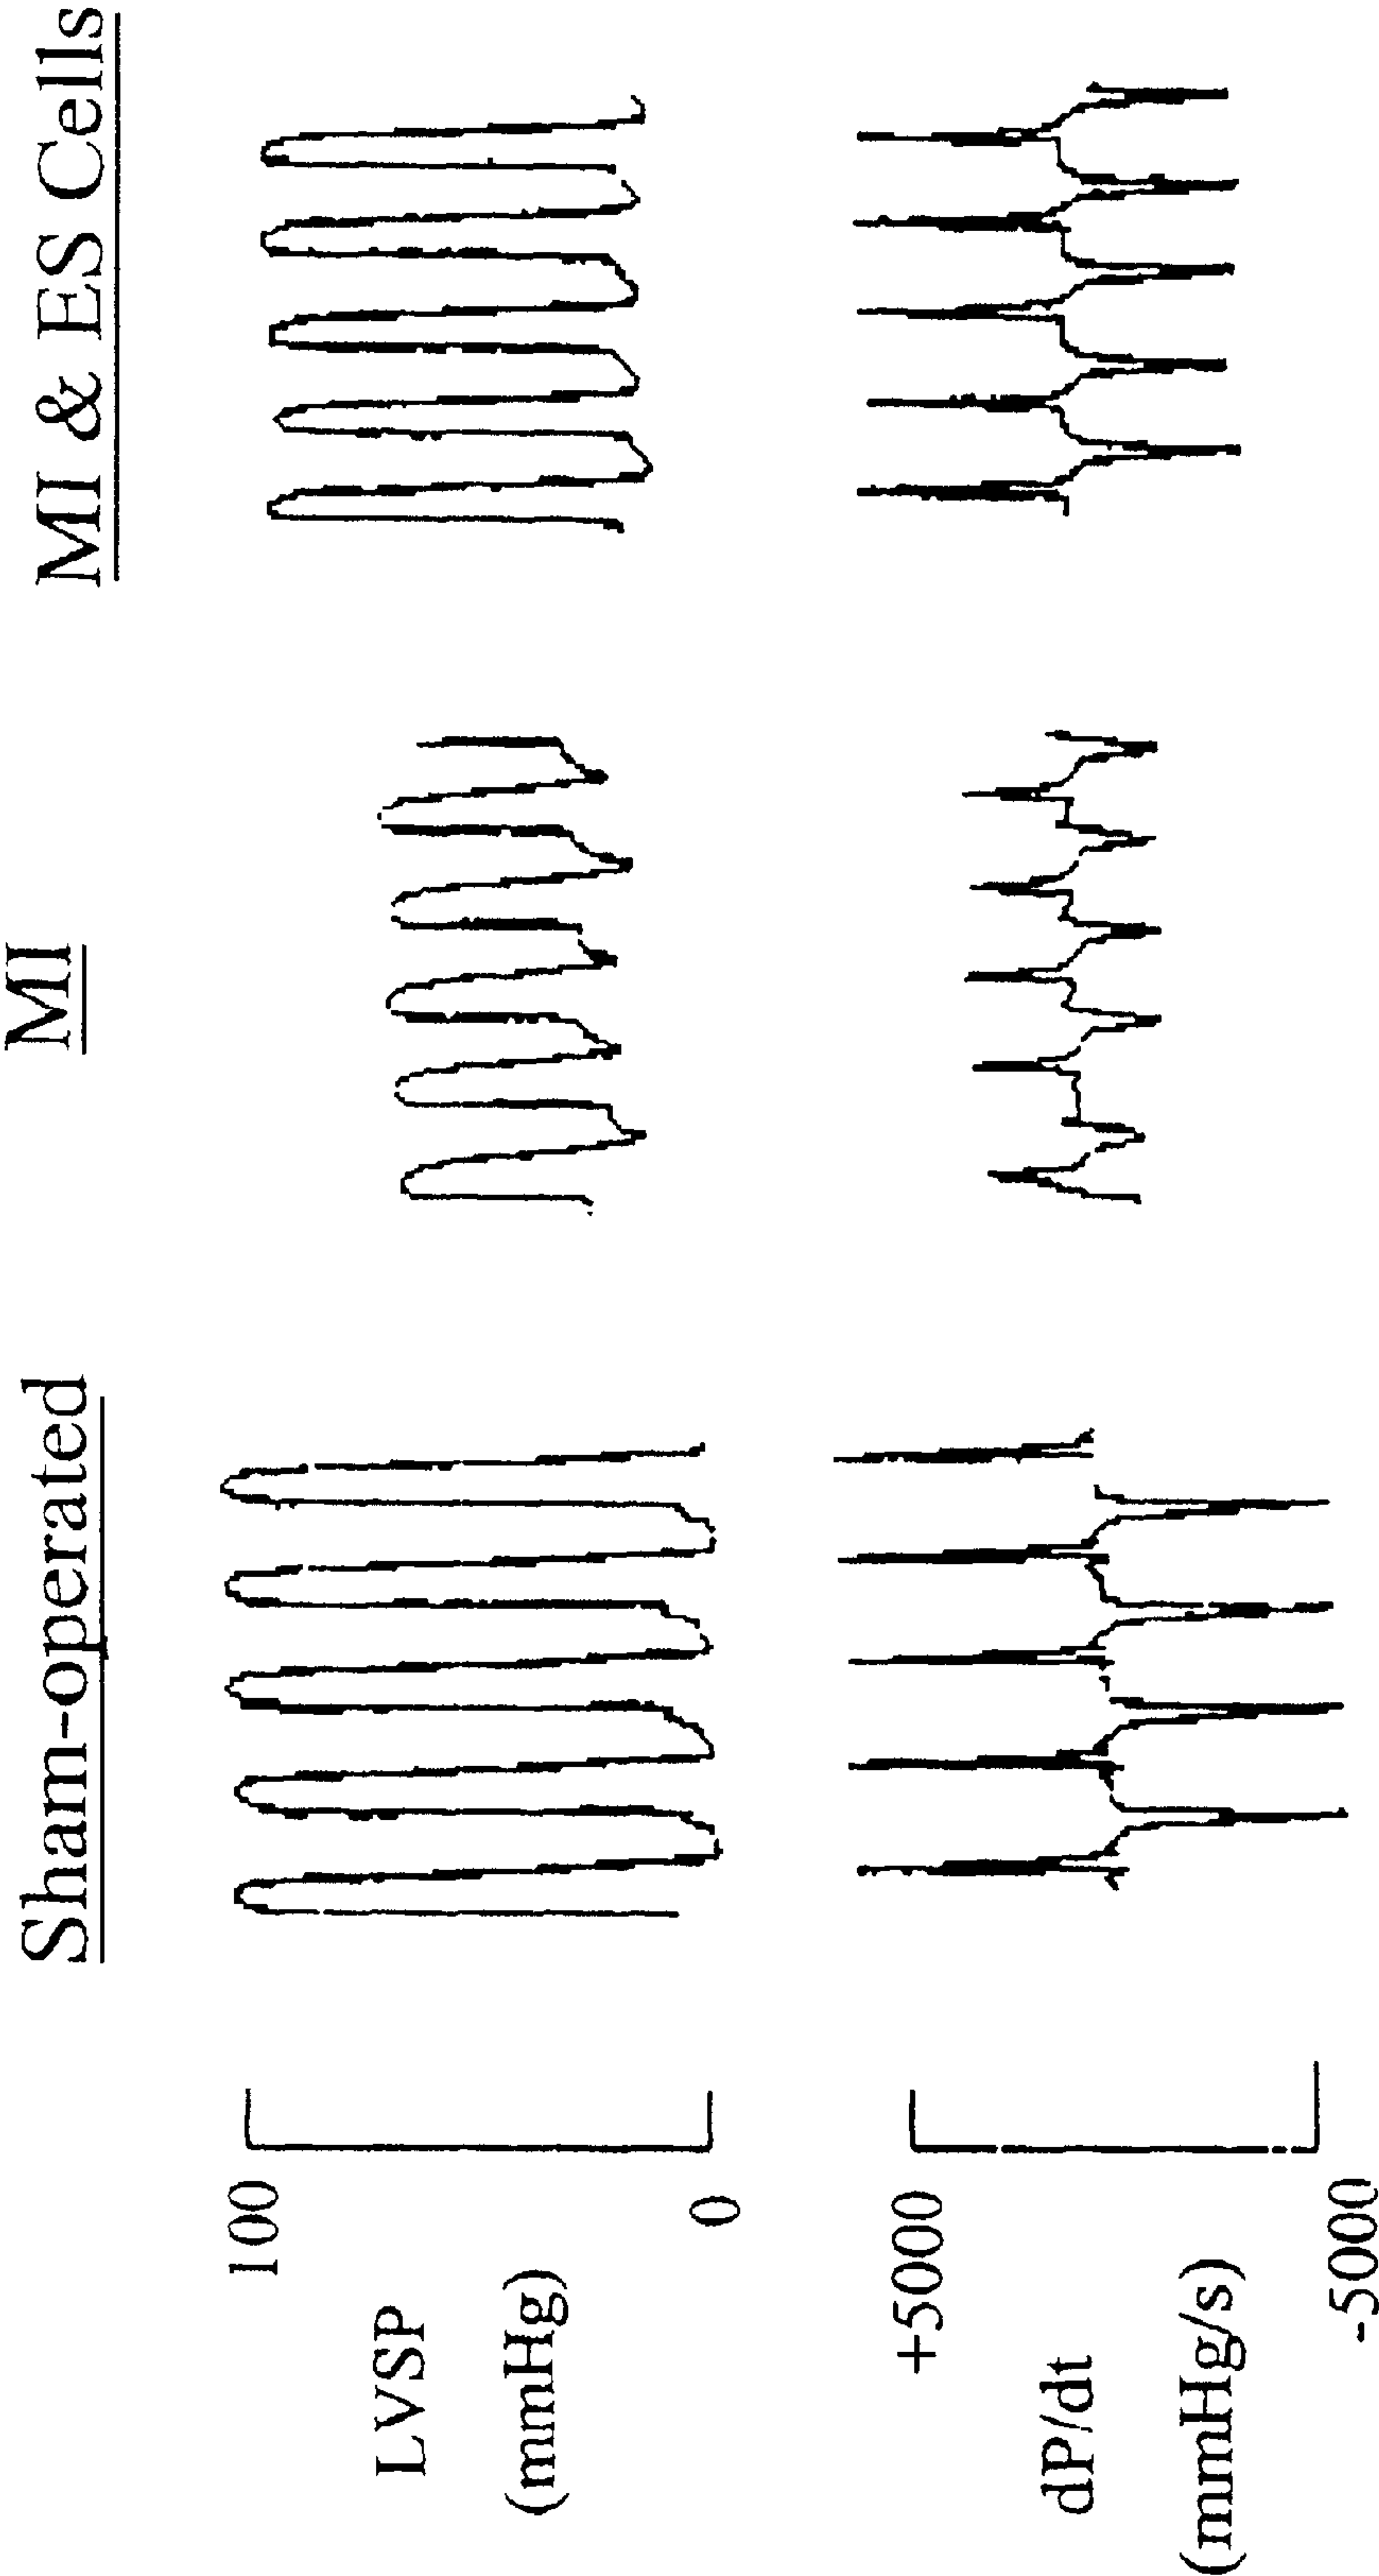 Sham-operated
MI
MI & ES Cells
100
LVSP
(mmHg)
0
+5000
dP/dt
(mmHg/s)
-5000